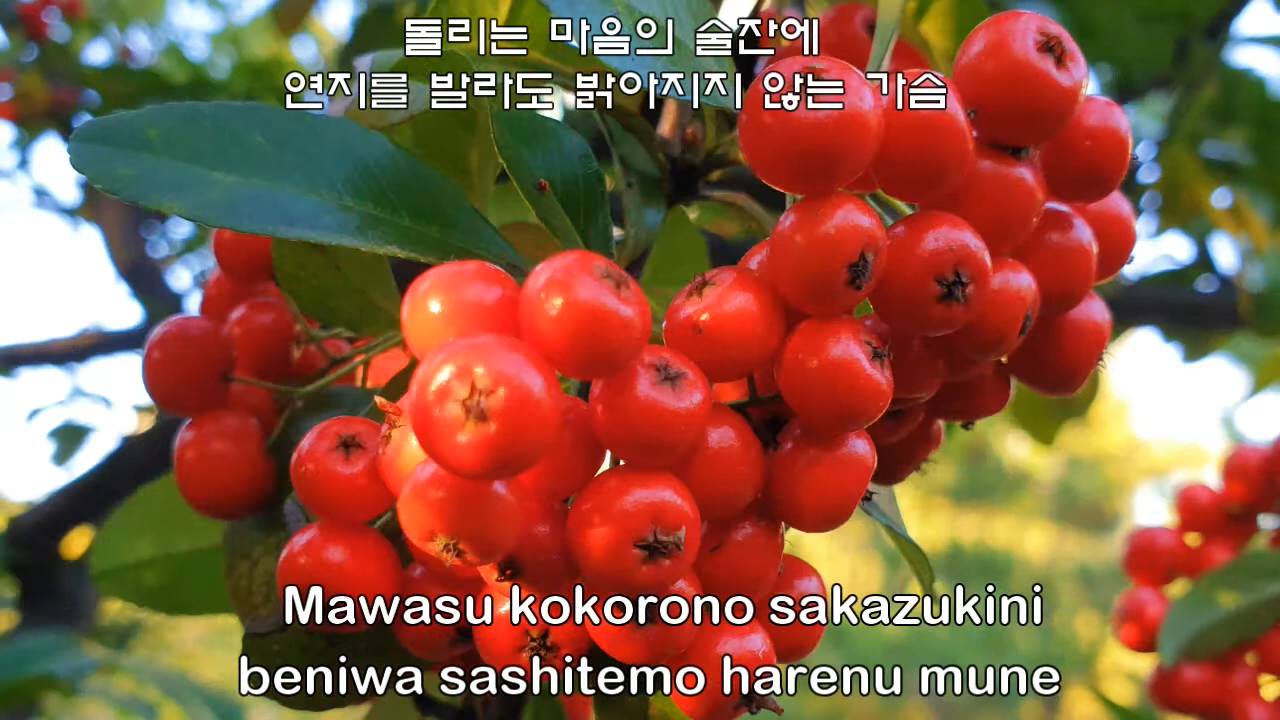 돌리는 마음의 술잔에
연지를 발라도 밝아지지 않는 가슴
Mawasu kokorono sakazukini
beniwa sashitemo harenu mune